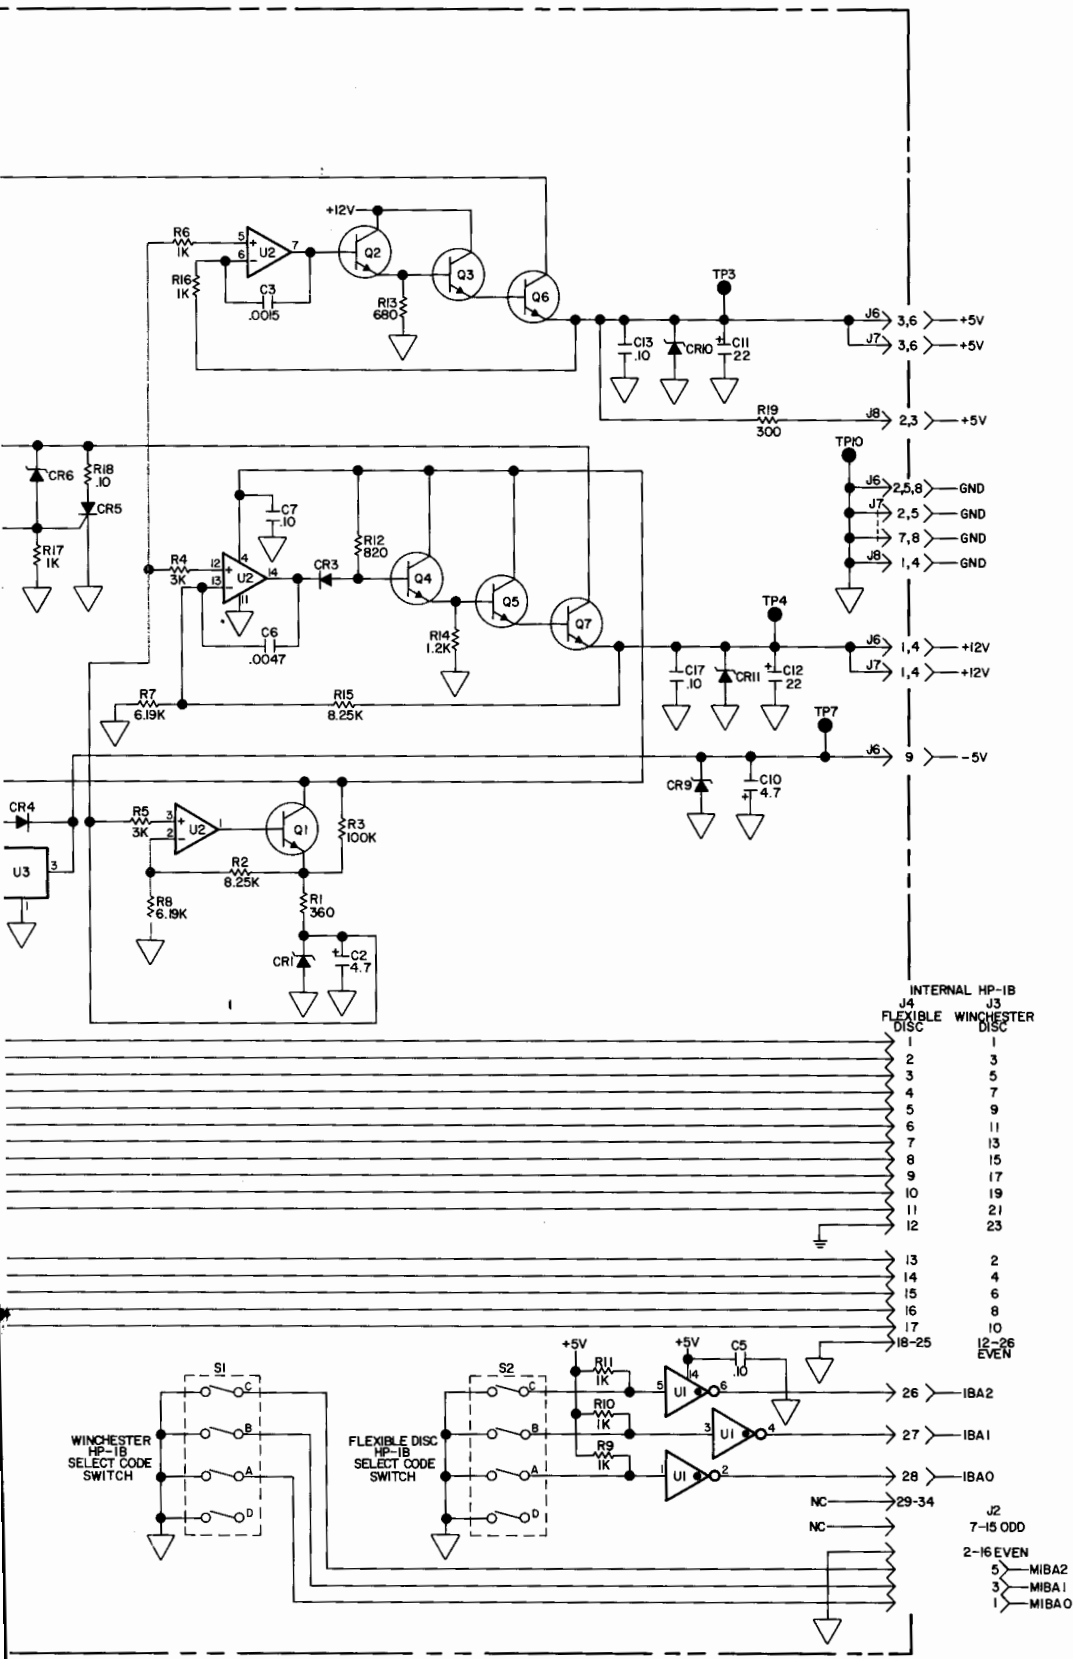 +12V
R6
1K
5
6
U2
7
Q2
R16
1K
C3
.0015
Q3
R13
680
Q6
TP3
J6 3,6 +5V
J7 3,6 +5V
C13
.10
CR10
+ C11
22
R19
300
J8 2,3 +5V
TP10
J6 2,5,8 GND
J7 2,5 GND
7,8 GND
J8 1,4 GND
CR6
R18
.10
CR5
R17
1K
C7
.10
R12
820
R4
3K
12
13
4
U2
14
11
CR3
Q4
Q5
Q7
C6
.0047
R14
1.2K
TP4
J6 1,4 +12V
J7 1,4 +12V
C17
.10
CR11
+ C12
22
R7
6.19K
R15
8.25K
TP7
J6 9 -5V
CR9
C10
+ 4.7
CR4
U3
3
1
R5
3K
3
2
U2
1
Q1
R3
100K
R2
8.25K
R8
6.19K
R1
360
CR1
+ C2
4.7
INTERNAL HP-IB
J4 J3
FLEXIBLE WINCHESTER
DISC DISC
1 1
2 3
3 5
4 7
5 9
6 11
7 13
8 15
9 17
10 19
11 21
12 23
13 2
14 4
15 6
16 8
17 10
18-25 12-26
EVEN
S1
C
B
A
D
WINCHESTER
HP-IB
SELECT CODE
SWITCH
S2
C
B
A
D
FLEXIBLE DISC
HP-IB
SELECT CODE
SWITCH
+5V
R11
1K
R10
1K
R9
1K
+5V
C5
.10
14
5 U1 6
3 U1 4
1 U1 2
26 IBA2
27 IBA1
28 IBA0
NC 29-34
J2
NC 7-15 ODD
2-16 EVEN
5 MIBA2
3 MIBA1
1 MIBA0